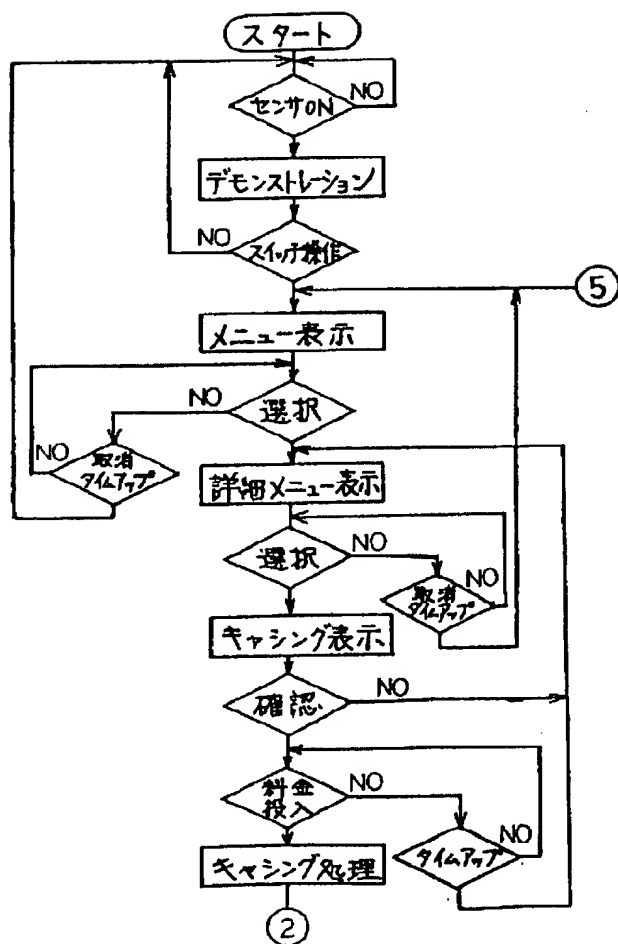 スタート
センサON
NO
デモンストレーション
NO
スイッチ操作
5
メニュー表示
NO
選択
NO
取消
タイムアップ
詳細メニュー表示
選択
NO
NO
取消
タイムアップ
キャシング表示
確認
NO
料金
投入
NO
NO
タイムアップ
キャシング処理
2